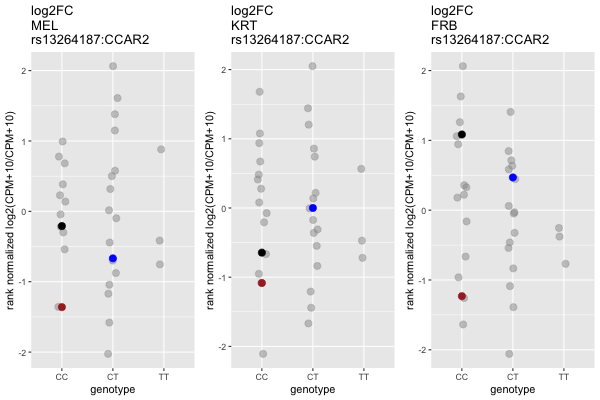 log2FC
MEL
rs13264187:CCAR2
rank normalized log2(CPM+10/CPM+10)
2
1
0
-1
-2
CC
CT
TT
genotype
log2FC
KRT
rs13264187:CCAR2
rank normalized log2(CPM+10/CPM+10)
2
1
0
-1
-2
CC
CT
TT
genotype
log2FC
FRB
rs13264187:CCAR2
rank normalized log2(CPM+10/CPM+10)
2
1
0
-1
-2
CC
CT
TT
genotype